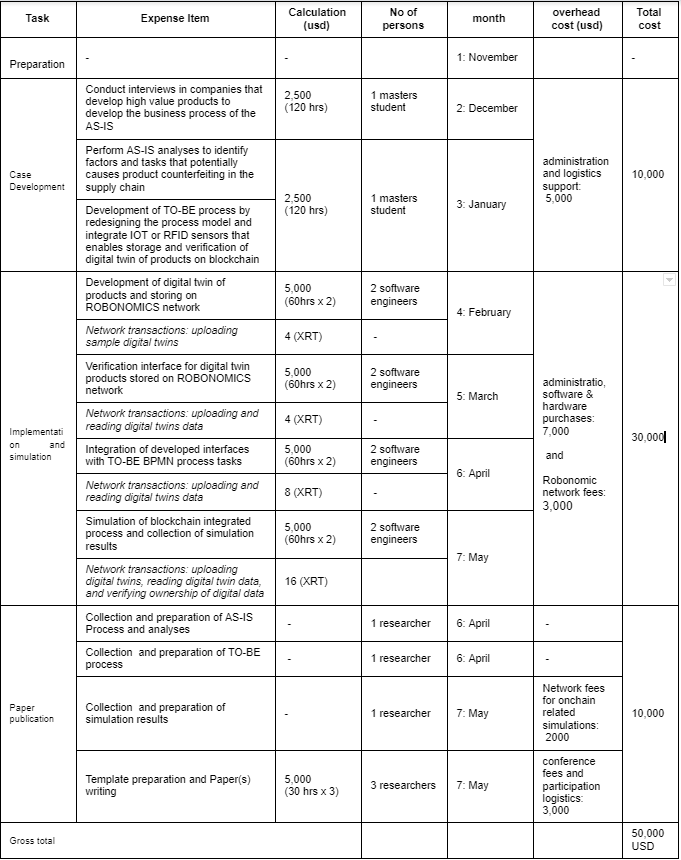 Task
Expense Item
Calculation
(usd)
No of
persons
month
overhead
cost (usd)
Total
cost
Preparation
-
-
1: November
-
Case
Development
Conduct interviews in companies that
develop high value products to
develop the business process of the
AS-IS
2,500
(120 hrs)
1 masters
student
2: December
Perform AS-IS analyses to identify
factors and tasks that potentially
causes product counterfeiting in the
supply chain
Development of TO-BE process by
redesigning the process model and
integrate IOT or RFID sensors that
enables storage and verification of
digital twin of products on blockchain
2,500
(120 hrs)
1 masters
student
3: January
administration
and logistics
support:
5,000
10,000
Implementati
on and
simulation
Development of digital twin of
products and storing on
ROBONOMICS network
5,000
(60hrs x 2)
2 software
engineers
4: February
Network transactions: uploading
sample digital twins
4 (XRT)
-
Verification interface for digital twin
products stored on ROBONOMICS
network
5,000
(60hrs x 2)
2 software
engineers
5: March
Network transactions: uploading and
reading digital twins data
4 (XRT)
-
Integration of developed interfaces
with TO-BE BPMN process tasks
5,000
(60hrs x 2)
2 software
engineers
6: April
Network transactions: uploading and
reading digital twins data
8 (XRT)
-
Simulation of blockchain integrated
process and collection of simulation
results
5,000
(60hrs x 2)
2 software
engineers
7: May
Network transactions: uploading
digital twins, reading digital twin data,
and verifying ownership of digital data
16 (XRT)
administratio,
software &
hardware
purchases:
7,000
and
Robonomic
network fees:
3,000
30,000
Paper
publication
Collection and preparation of AS-IS
Process and analyses
-
1 researcher
6: April
-
Collection and preparation of TO-BE
process
-
1 researcher
6: April
-
Collection and preparation of
simulation results
-
1 researcher
7: May
Network fees
for onchain
related
simulations:
2000
10,000
Template preparation and Paper(s)
writing
5,000
(30 hrs x 3)
3 researchers
7: May
conference
fees and
participation
logistics:
3,000
Gross total
50,000
USD